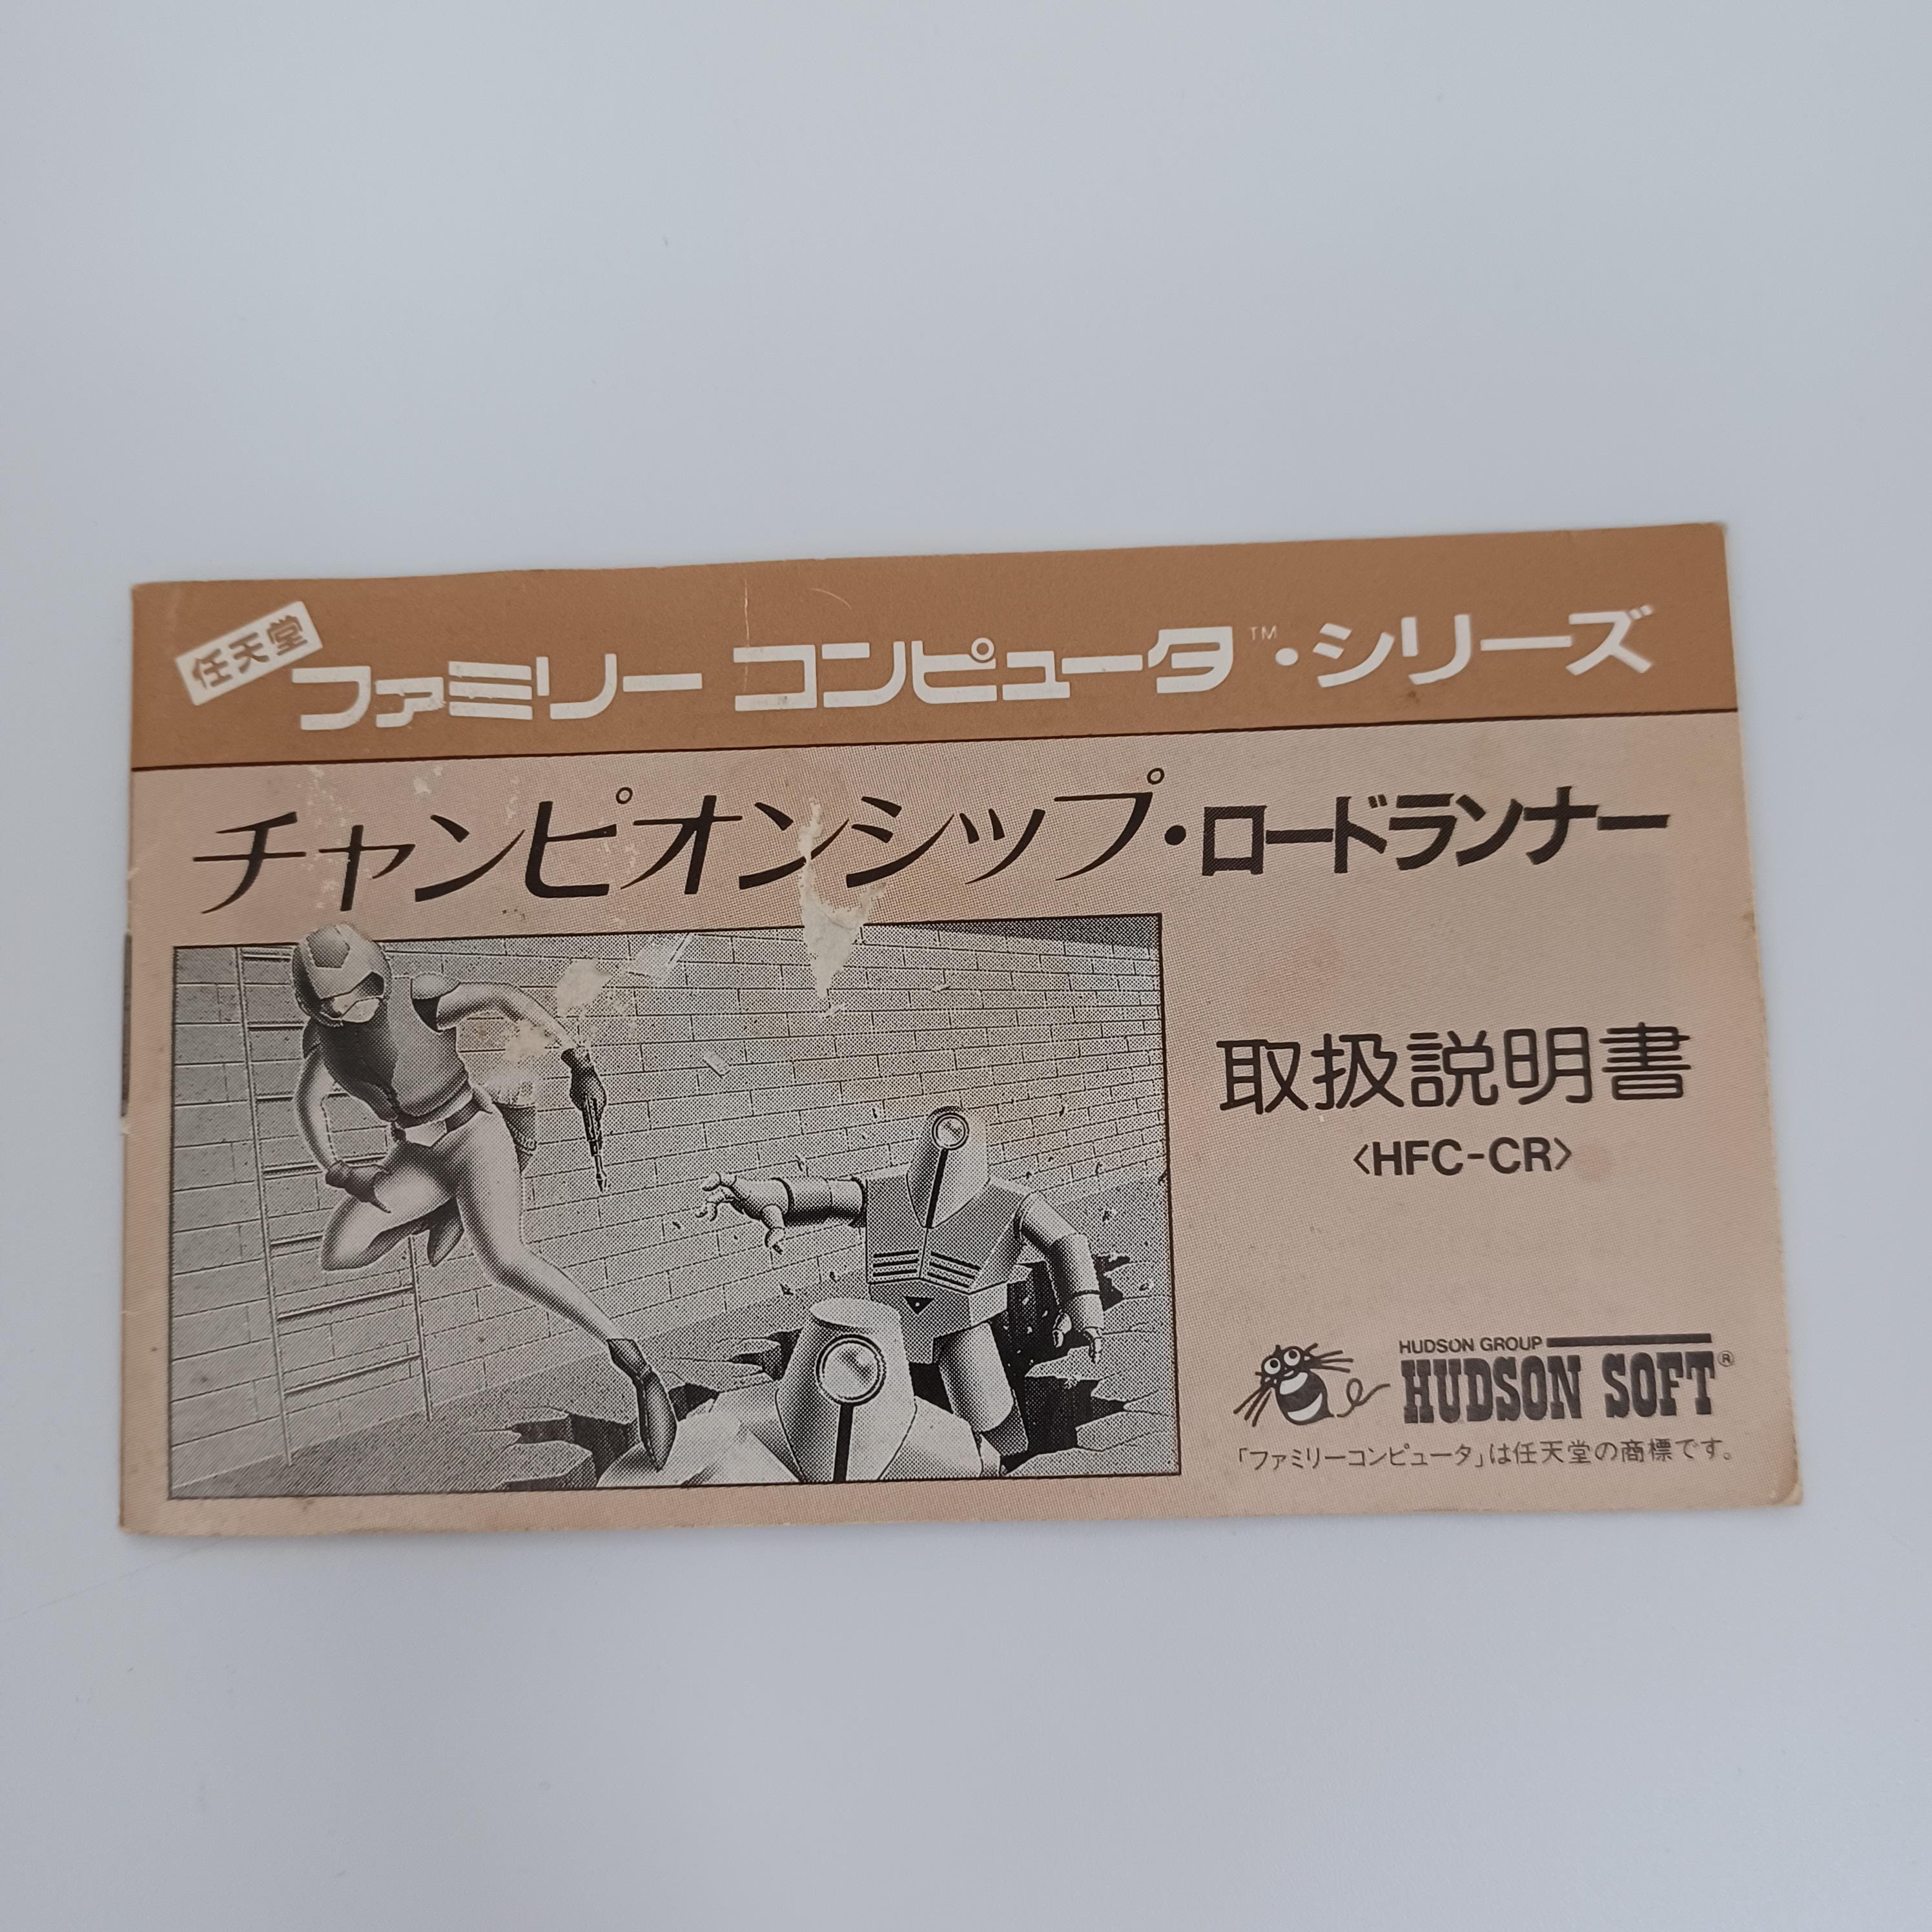 任天堂
ファミリー コンピュータ™・シリーズ
チャンピオンシップ・ロードランナー
取扱説明書
〈HFC-CR〉
HUDSON GROUP
HUDSON SOFT®
「ファミリーコンピュータ」は任天堂の商標です。